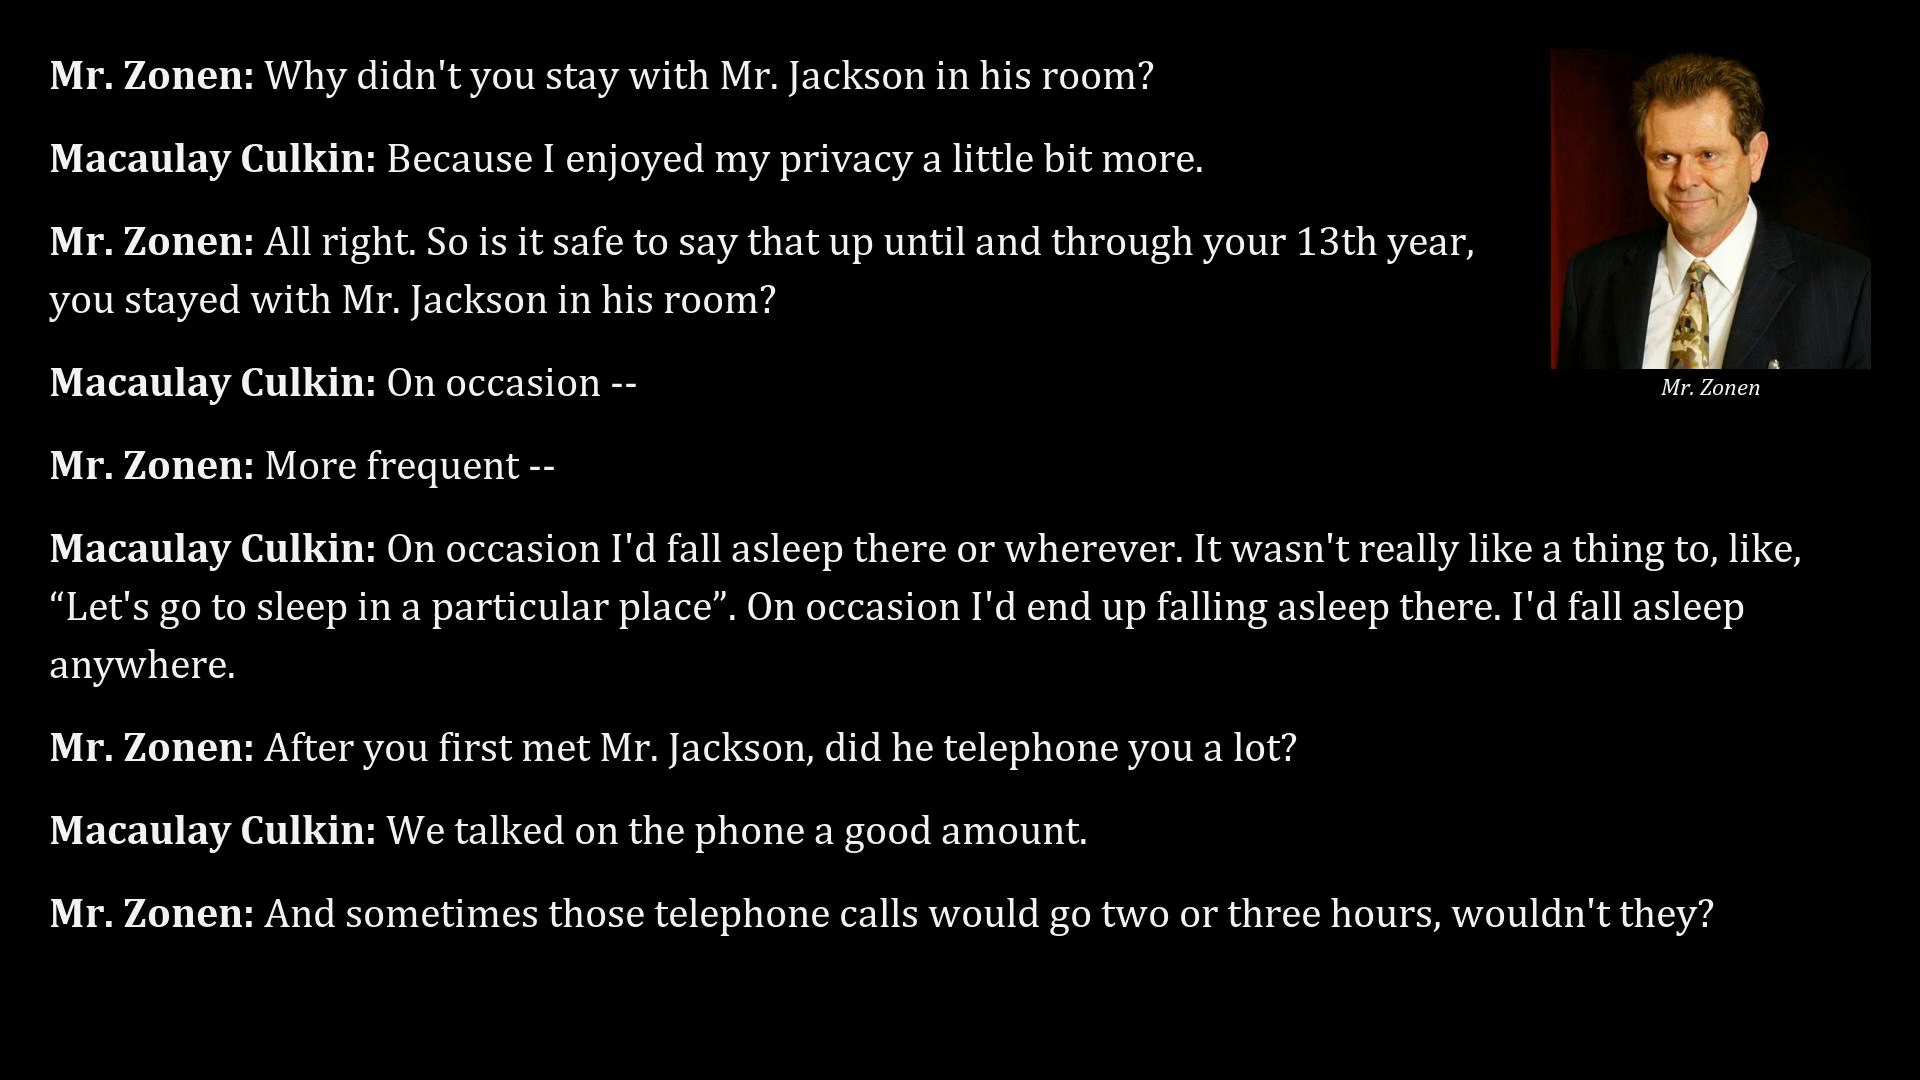 Mr. Zonen: Why didn't you stay with Mr. Jackson in his room?
Macaulay Culkin: Because I enjoyed my privacy a little bit more.
Mr. Zonen: All right. So is it safe to say that up until and through your 13th year,
you stayed with Mr. Jackson in his room?
Macaulay Culkin: On occasion --
Mr. Zonen: More frequent --
Macaulay Culkin: On occasion I'd fall asleep there or wherever. It wasn't really like a thing to, like,
“Let's go to sleep in a particular place”. On occasion I'd end up falling asleep there. I'd fall asleep
anywhere.
Mr. Zonen: After you first met Mr. Jackson, did he telephone you a lot?
Macaulay Culkin: We talked on the phone a good amount.
Mr. Zonen: And sometimes those telephone calls would go two or three hours, wouldn't they?
Mr. Zonen